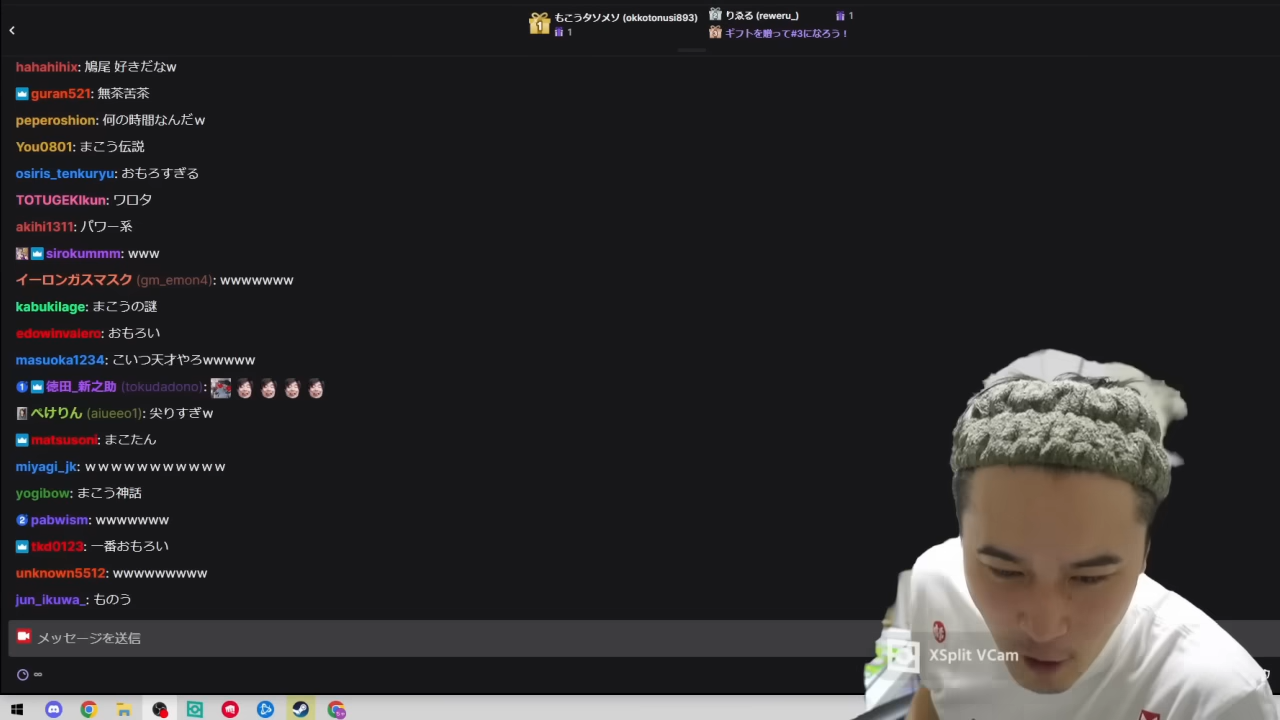 もこうタソメソ (okkotonusi893)
1
1
りゑる (reweru_)
1
ギフトを贈って#3になろう！
hahahihix: 鳩尾 好きだなw
guran521: 無茶苦茶
peperoshion: 何の時間なんだw
You0801: まこう伝説
osiris_tenkuryu: おもろすぎる
TOTUGEKIkun: ワロタ
akihi1311: パワー系
sirokummm: www
イーロンガスマスク (gm_emon4): wwwwwww
kabukilage: まこうの謎
edowinvalero: おもろい
masuoka1234: こいつ天才やろwwwww
徳田_新之助 (tokudadono):
ぺけりん (aiueeo1): 尖りすぎw
matsusoni: まこたん
miyagi_jk: ｗｗｗｗｗｗｗｗｗｗｗ
yogibow: まこう神話
2 pabwism: wwwwwww
tkd0123: 一番おもろい
unknown5512: wwwwwwwww
jun_ikuwa_: ものう
メッセージを送信
XSplit VCam